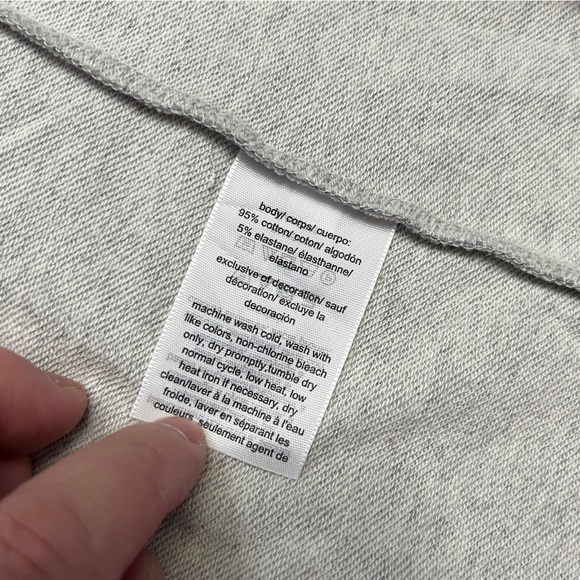 body/ corps/ cuerpo:
95% cotton/ coton/ algodón
5% elastane/ élasthanne/
elastano
exclusive of decoration/ sauf
décoration/ excluye la
decoración
machine wash cold, wash with
like colors, non-chlorine bleach
only, dry promptly,tumble dry
normal cycle, low heat, low
heat iron if necessary, dry
clean/laver à la machine à l'eau
froide, laver en séparant les
couleurs, seulement agent de